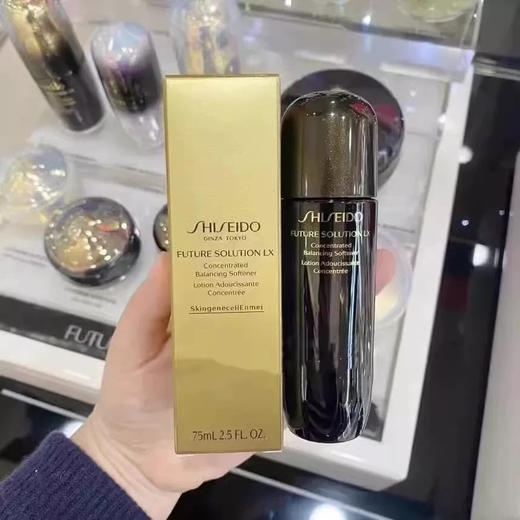 SHISEIDO
GINZA TOKYO
FUTURE SOLUTION LX
Concentrated
Balancing Softener
Lotion Adoucissante
Concentrée
SkingenecellEnmei
75mL 2.5 FL. OZ.
SHISEIDO
FUTURE SOLUTION LX
Concentrated
Balancing Softener
Lotion Adoucissante
Concentrée
FUTUR